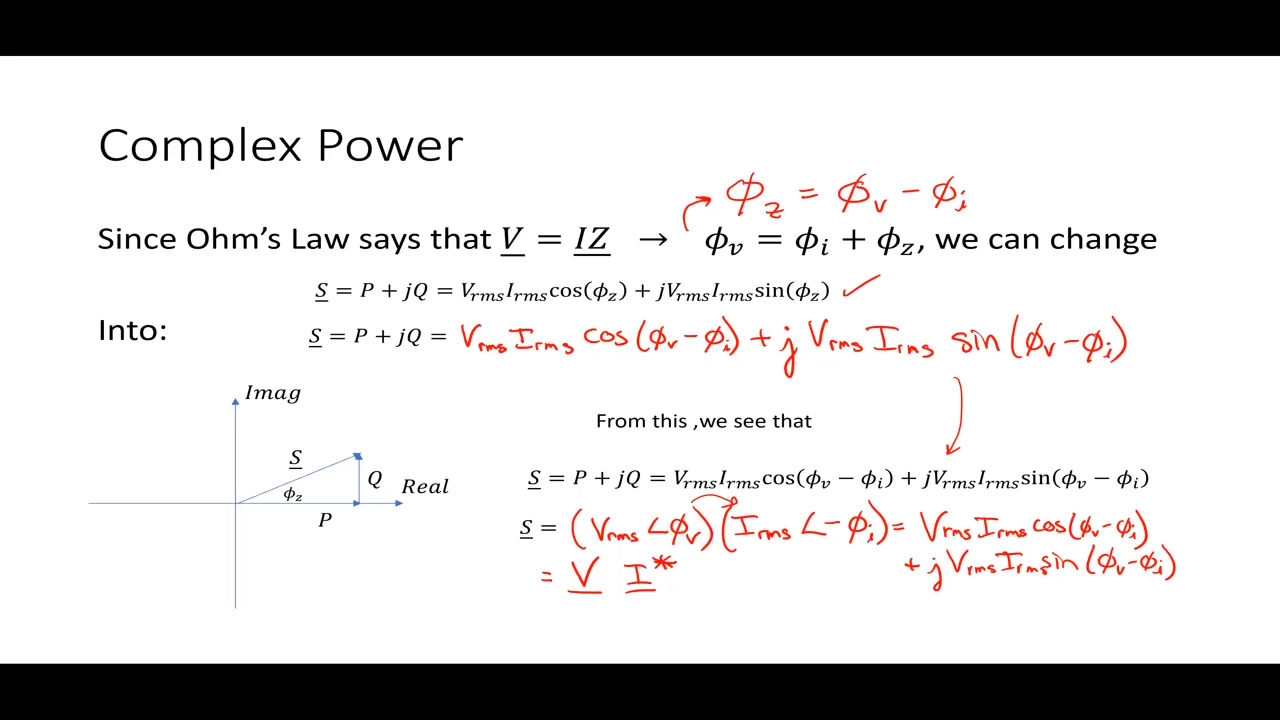 Complex Power
ϕz = ϕv − ϕi
Since Ohm's Law says that V = IZ → ϕv = ϕi + ϕz, we can change
S = P + jQ = VrmsIrmscos(ϕz) + jVrmsIrmssin(ϕz) ✓
Into:
S = P + jQ = Vrms Irms cos(ϕv − ϕi) + j Vrms Irms sin(ϕv − ϕi)
Imag
From this ,we see that
S
Q
Real
ϕz
P
S = P + jQ = VrmsIrmscos(ϕv − ϕi) + jVrmsIrmssin(ϕv − ϕi)
S = (Vrms ∠ϕv)(Irms ∠−ϕi) = Vrms Irms cos(ϕv−ϕi)
+ j Vrms Irms sin(ϕv−ϕi)
= V I*